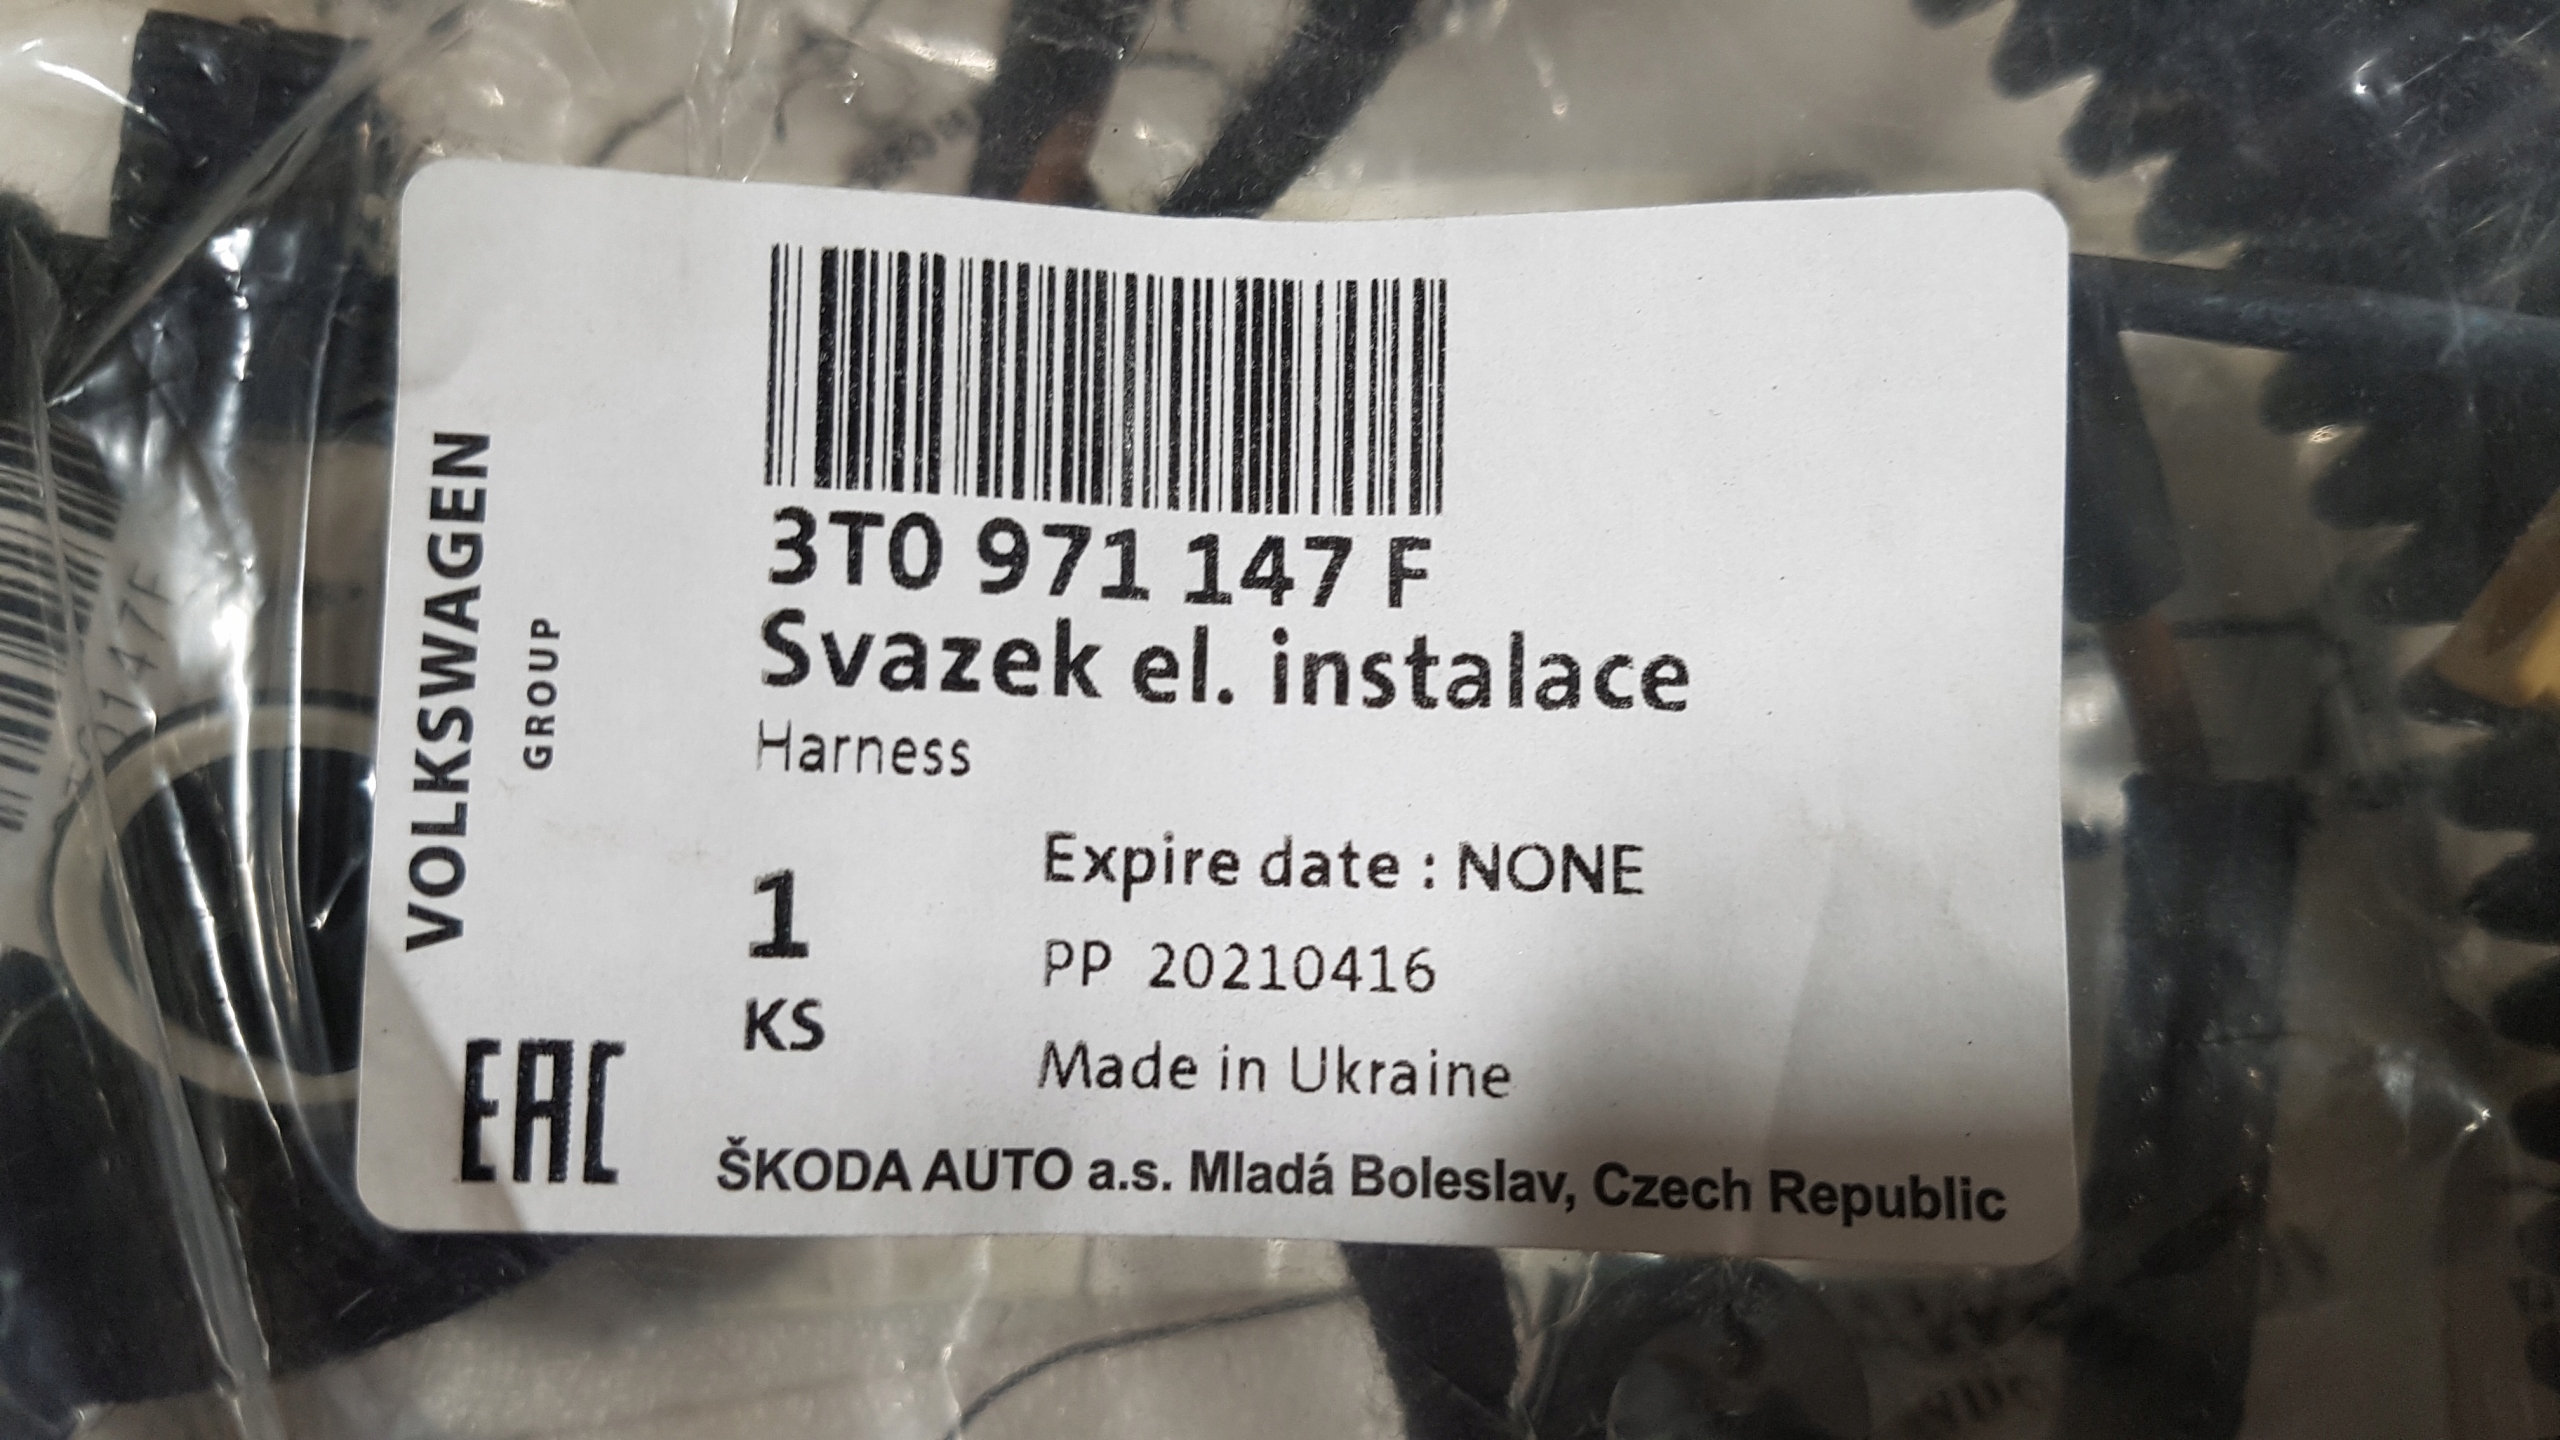 VOLKSWAGEN
GROUP
3T0 971 147 F
Svazek el. instalace
Harness
1
KS
Expire date : NONE
PP 20210416
Made in Ukraine
EAC
ŠKODA AUTO a.s. Mladá Boleslav, Czech Republic
147F